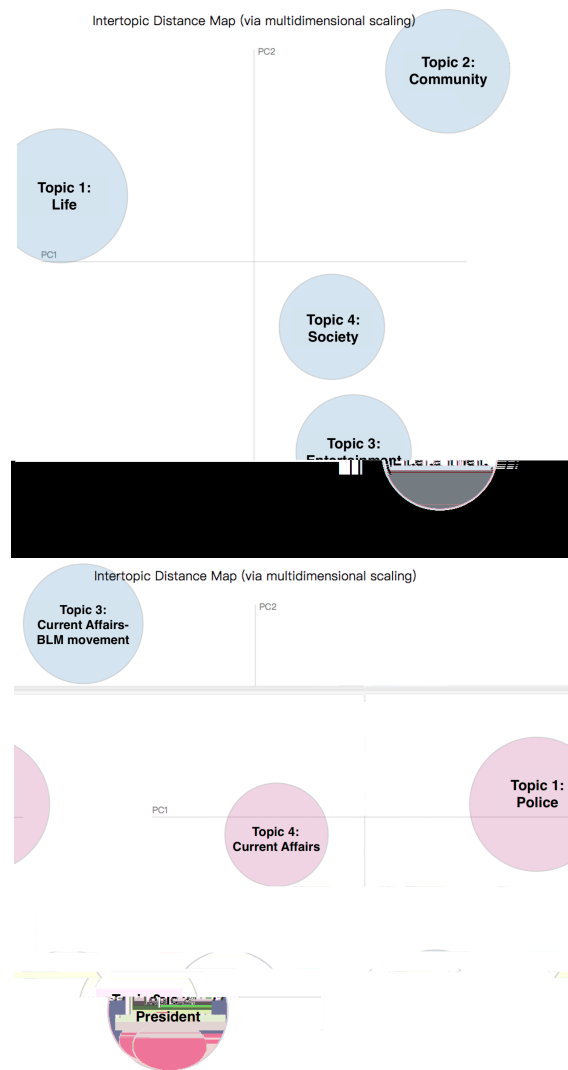 Intertopic Distance Map (via multidimensional scaling)
PC2
Topic 2:
Community
Topic 1:
Life
PC1
Topic 4:
Society
Topic 3:
Entertainment
Intertopic Distance Map (via multidimensional scaling)
Topic 3:
Current Affairs-
BLM movement
PC2
Topic 1:
Police
PC1
Topic 4:
Current Affairs
President